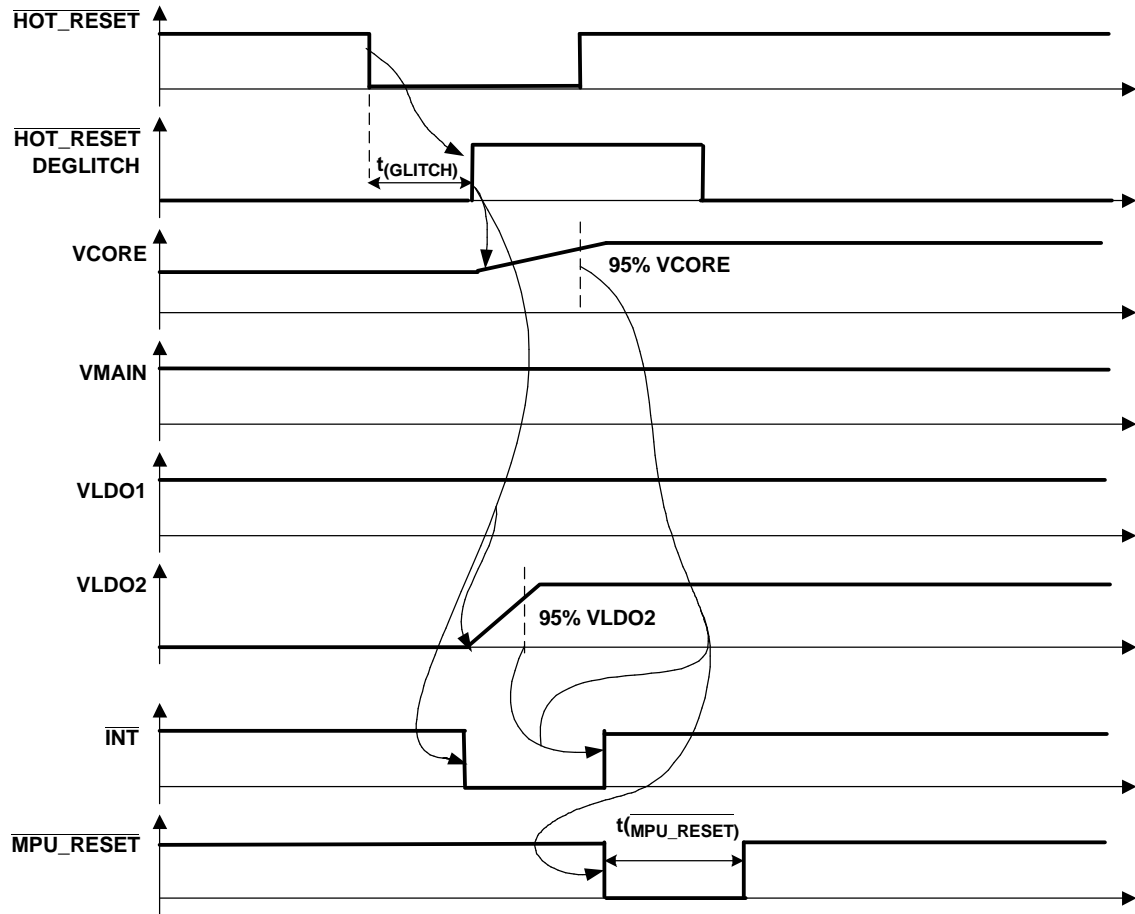 HOT_RESET
HOT_RESET
DEGLITCH
t(GLITCH)
VCORE
95% VCORE
VMAIN
VLDO1
VLDO2
95% VLDO2
INT
MPU_RESET
t(MPU_RESET)